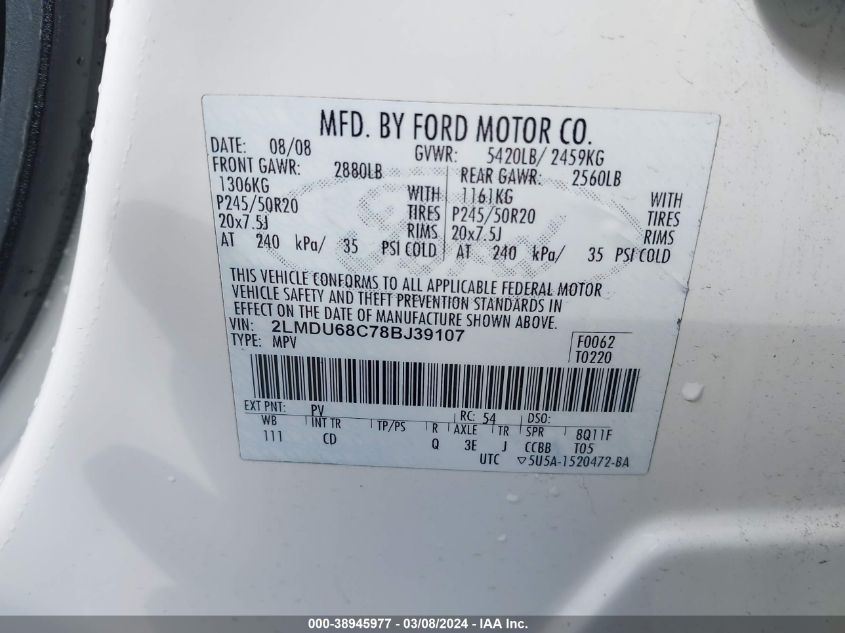 MFD. BY FORD MOTOR CO.
DATE: 08/08 GVWR: 5420LB/ 2459KG
FRONT GAWR: 2880LB REAR GAWR: 2560LB
1306KG WITH 1161KG WITH
P245/50R20 TIRES P245/50R20 TIRES
20x7.5J RIMS 20x7.5J RIMS
AT 240 kPa/ 35 PSI COLD AT 240 kPa/ 35 PSI COLD
THIS VEHICLE CONFORMS TO ALL APPLICABLE FEDERAL MOTOR
VEHICLE SAFETY AND THEFT PREVENTION STANDARDS IN
EFFECT ON THE DATE OF MANUFACTURE SHOWN ABOVE.
VIN: 2LMDU68C78BJ39107 F0062
TYPE: MPV T0220
EXT PNT: PV RC: 54 DSO:
WB INT TR TP/PS R AXLE TR SPR 8Q11F
111 CD Q 3E J CCBB T05
UTC ▽5U5A-1520472-BA
000-38945977 - 03/08/2024 - IAAI.com